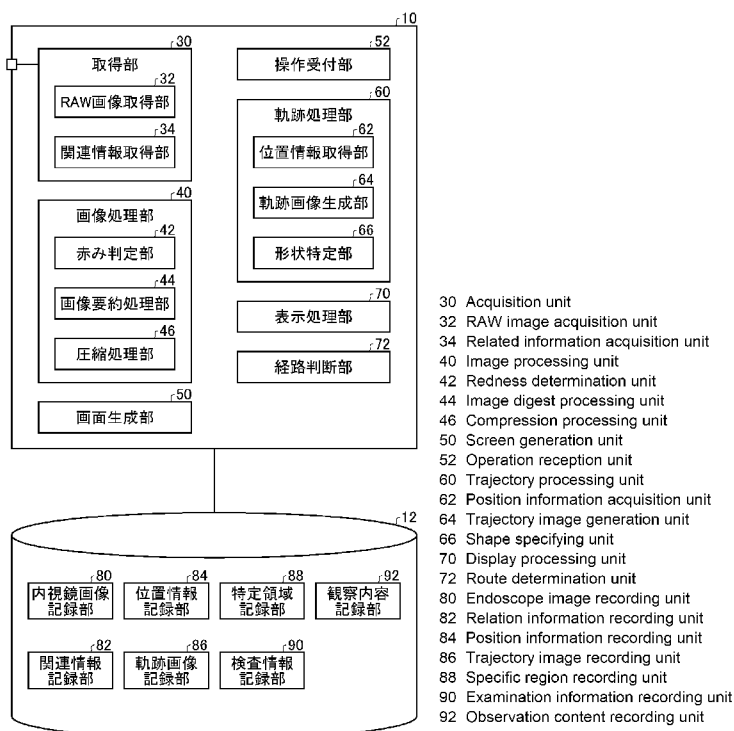 10
30
取得部
32
RAW画像取得部
34
関連情報取得部
40
画像処理部
42
赤み判定部
44
画像要約処理部
46
圧縮処理部
50
画面生成部
52
操作受付部
60
軌跡処理部
62
位置情報取得部
64
軌跡画像生成部
66
形状特定部
70
表示処理部
72
経路判断部
12
80
内視鏡画像
記録部
84
位置情報
記録部
88
特定領域
記録部
92
観察内容
記録部
82
関連情報
記録部
86
軌跡画像
記録部
90
検査情報
記録部
30 Acquisition unit
32 RAW image acquisition unit
34 Related information acquisition unit
40 Image processing unit
42 Redness determination unit
44 Image digest processing unit
46 Compression processing unit
50 Screen generation unit
52 Operation reception unit
60 Trajectory processing unit
62 Position information acquisition unit
64 Trajectory image generation unit
66 Shape specifying unit
70 Display processing unit
72 Route determination unit
80 Endoscope image recording unit
82 Relation information recording unit
84 Position information recording unit
86 Trajectory image recording unit
88 Specific region recording unit
90 Examination information recording unit
92 Observation content recording unit